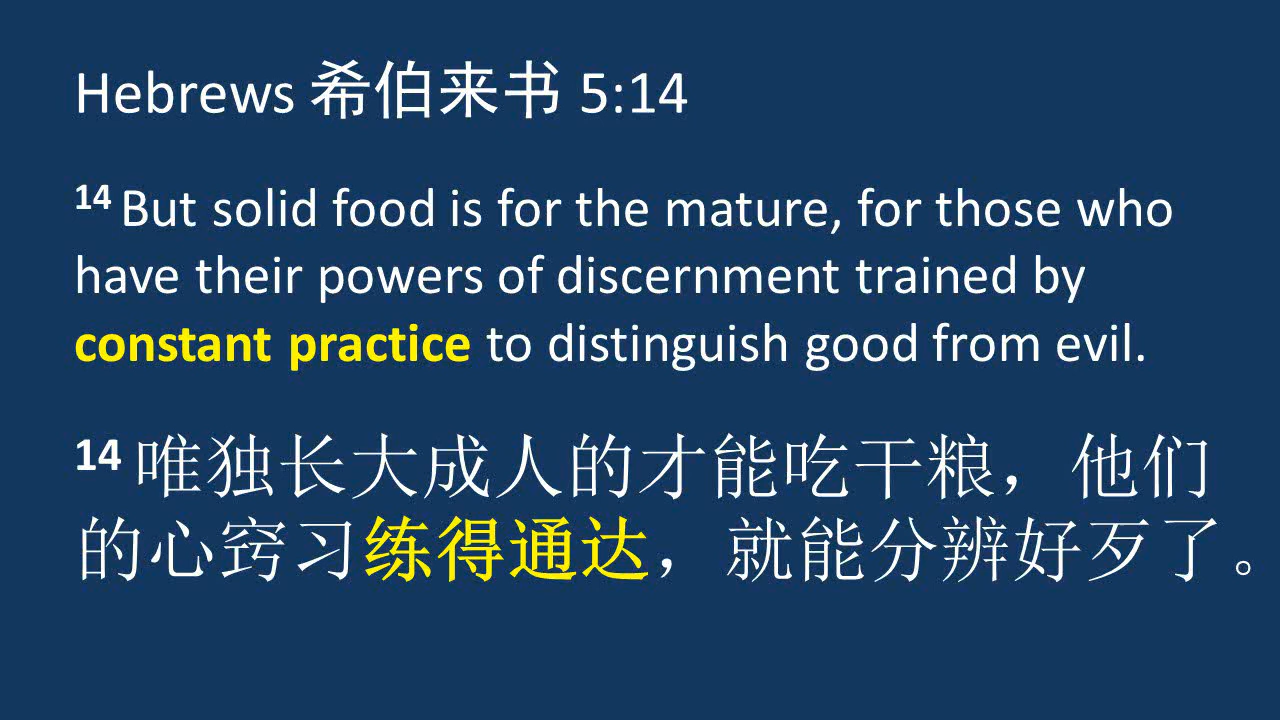 Hebrews 希伯来书 5:14
14 But solid food is for the mature, for those who
have their powers of discernment trained by
constant practice to distinguish good from evil.
14 唯独长大成人的才能吃干粮，他们
的心窍习练得通达，就能分辨好歹了。